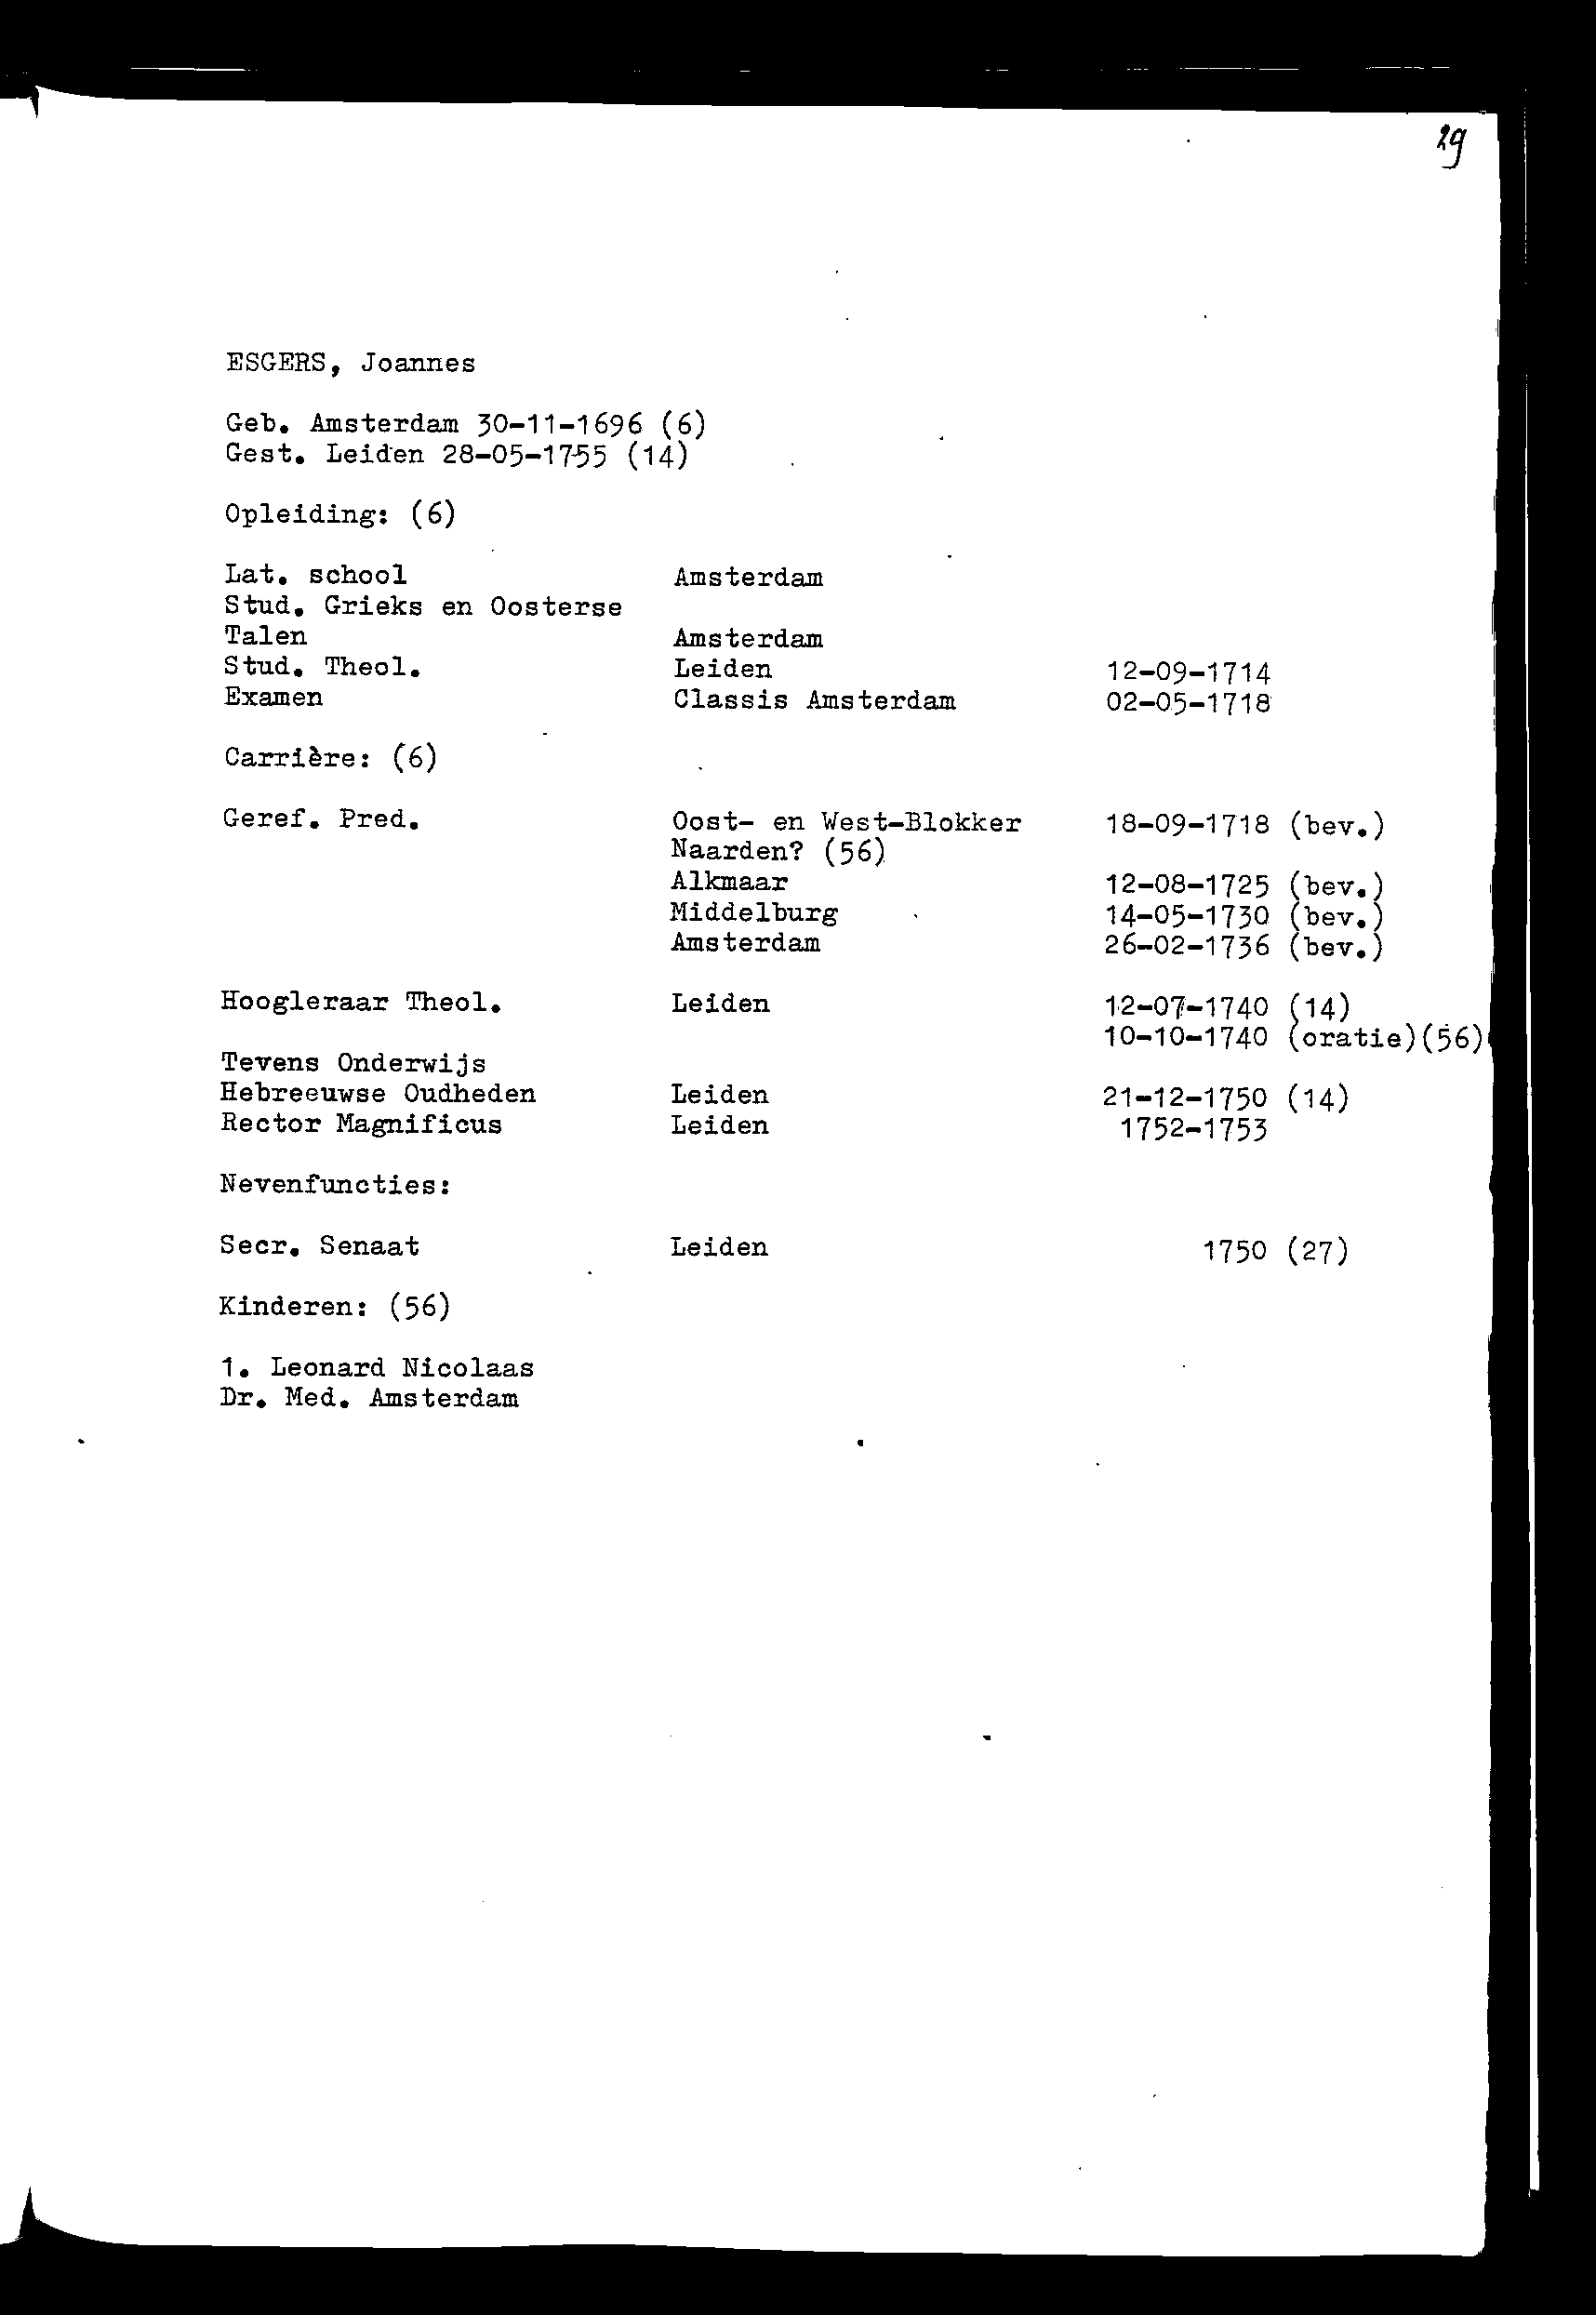 29
ESGERS, Joannes
Geb. Amsterdam 30-11-1696 (6)
Gest. Leiden 28-05-1755 (14)
Opleiding: (6)
Lat. school Amsterdam
Stud. Grieks en Oosterse
Talen Amsterdam
Stud. Theol. Leiden 12-09-1714
Examen Classis Amsterdam 02-05-1718
Carrière: (6)
Geref. Pred. Oost- en West-Blokker 18-09-1718 (bev.)
Naarden? (56)
Alkmaar 12-08-1725 (bev.)
Middelburg 14-05-1730 (bev.)
Amsterdam 26-02-1736 (bev.)
Hoogleraar Theol. Leiden 12-07-1740 (14)
10-10-1740 (oratie)(56)
Tevens Onderwijs
Hebreeuwse Oudheden Leiden 21-12-1750 (14)
Rector Magnificus Leiden 1752-1753
Nevenfuncties:
Secr. Senaat Leiden 1750 (27)
Kinderen: (56)
1. Leonard Nicolaas
Dr. Med. Amsterdam